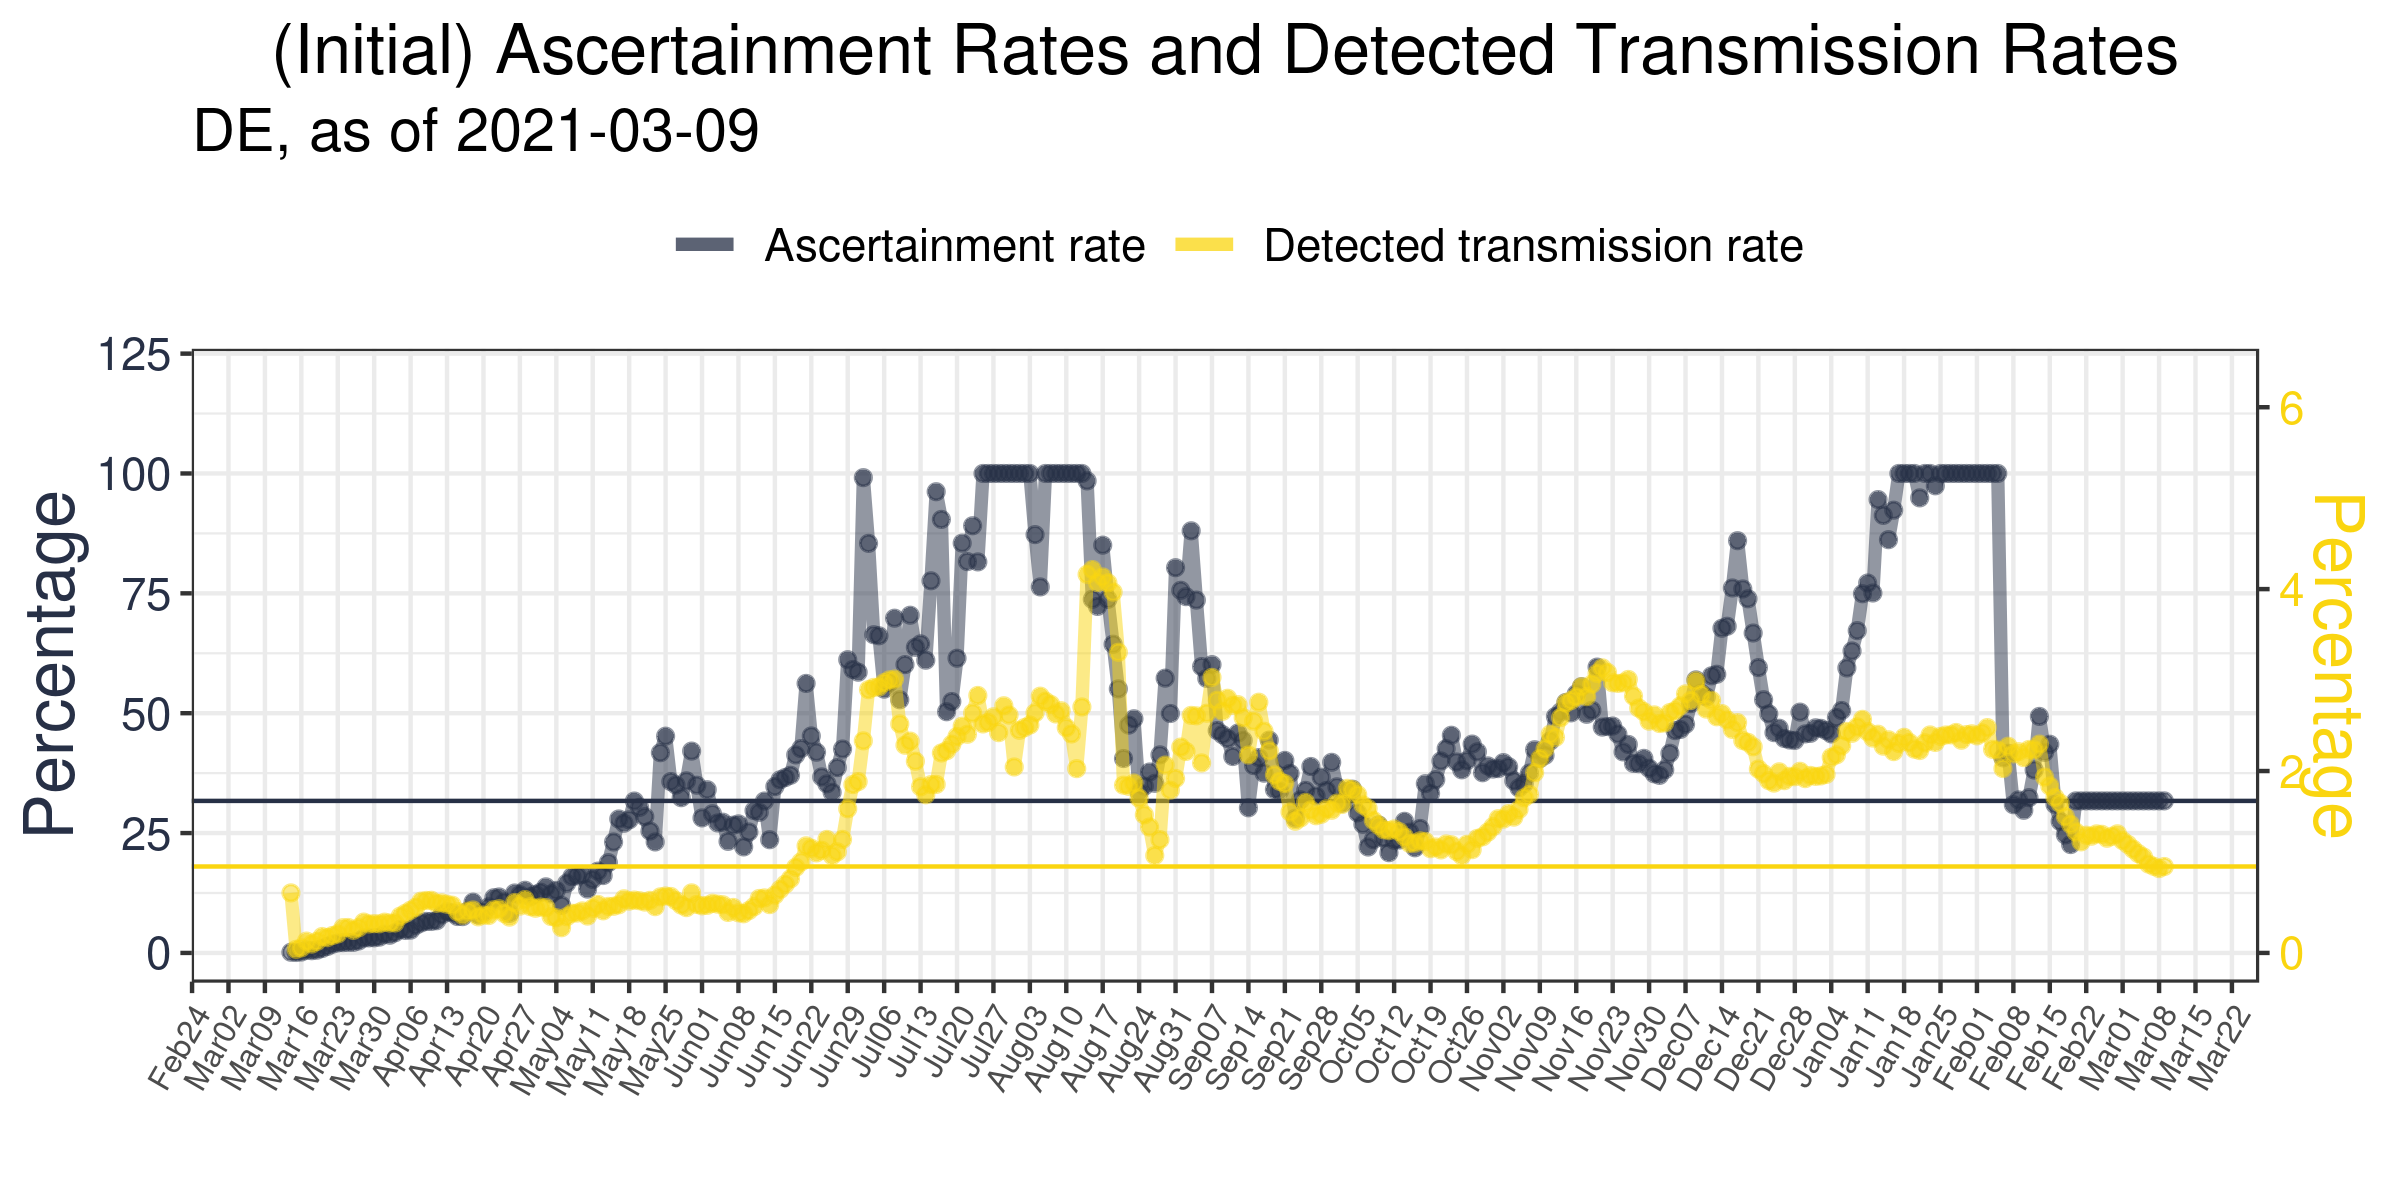 (Initial) Ascertainment Rates and Detected Transmission Rates
DE, as of 2021-03-09
Ascertainment rate
Detected transmission rate
125
100
75
50
25
0
Percentage
6
4
2
0
Percentage
Feb24
Mar02
Mar09
Mar16
Mar23
Mar30
Apr06
Apr13
Apr20
Apr27
May04
May11
May18
May25
Jun01
Jun08
Jun15
Jun22
Jun29
Jul06
Jul13
Jul20
Jul27
Aug03
Aug10
Aug17
Aug24
Aug31
Sep07
Sep14
Sep21
Sep28
Oct05
Oct12
Oct19
Oct26
Nov02
Nov09
Nov16
Nov23
Nov30
Dec07
Dec14
Dec21
Dec28
Jan04
Jan11
Jan18
Jan25
Feb01
Feb08
Feb15
Feb22
Mar01
Mar08
Mar15
Mar22